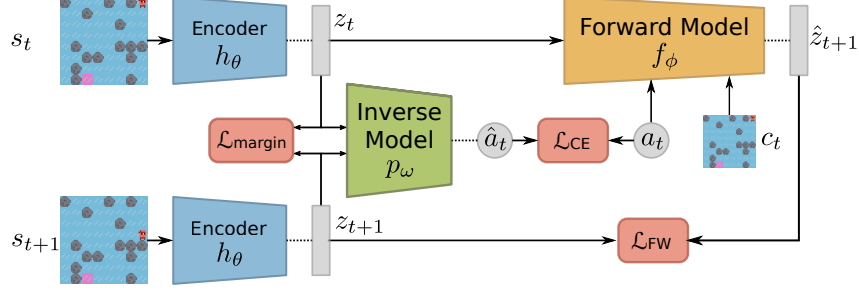 s_t
Encoder
h_θ
z_t
Forward Model
f_ϕ
ẑ_{t+1}
ℒ_margin
Inverse
Model
p_ω
â_t
ℒ_CE
a_t
c_t
s_{t+1}
Encoder
h_θ
z_{t+1}
ℒ_FW